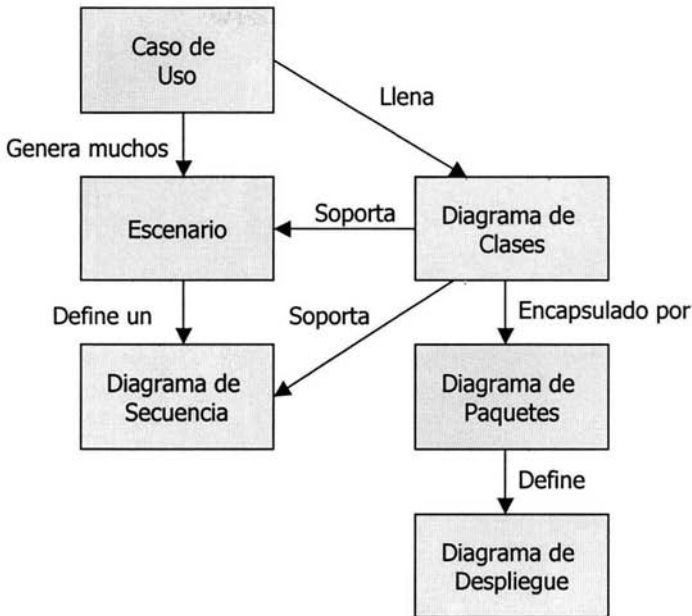 Caso de
Uso
Llena
Genera muchos
Escenario
Soporta
Diagrama de
Clases
Define un
Soporta
Encapsulado por
Diagrama de
Secuencia
Diagrama de
Paquetes
Define
Diagrama de
Despliegue